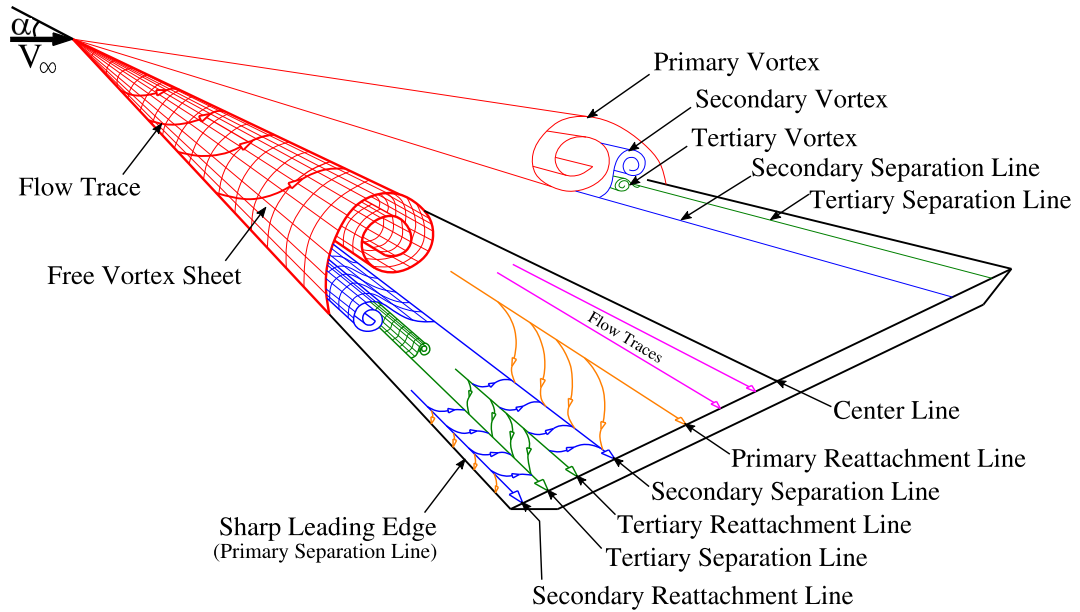 α
V∞
Primary Vortex
Secondary Vortex
Tertiary Vortex
Secondary Separation Line
Tertiary Separation Line
Flow Trace
Free Vortex Sheet
Flow Traces
Center Line
Primary Reattachment Line
Secondary Separation Line
Tertiary Reattachment Line
Tertiary Separation Line
Secondary Reattachment Line
Sharp Leading Edge
(Primary Separation Line)